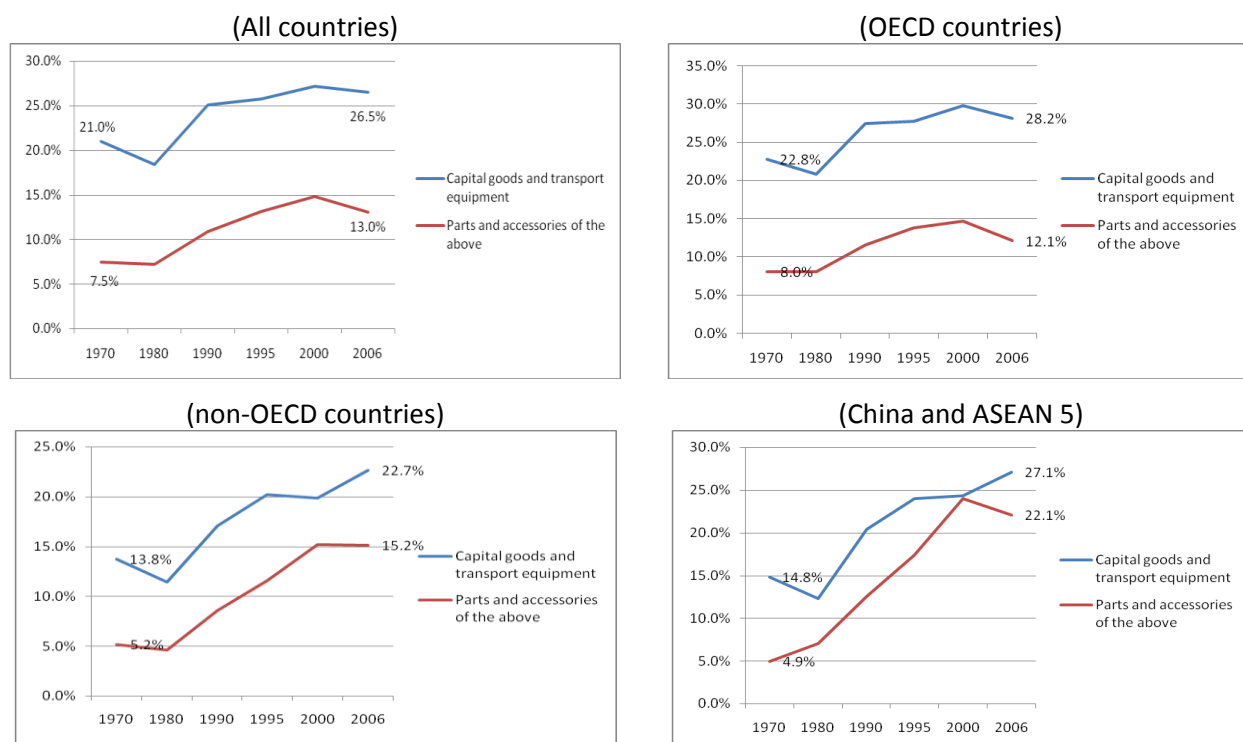 (All countries)
30.0%
25.0%
20.0%
15.0%
10.0%
5.0%
0.0%
21.0%
26.5%
7.5%
13.0%
1970 1980 1990 1995 2000 2006
Capital goods and transport
equipment
Parts and accessories of the
above
(OECD countries)
35.0%
30.0%
25.0%
20.0%
15.0%
10.0%
5.0%
0.0%
22.8%
28.2%
8.0%
12.1%
1970 1980 1990 1995 2000 2006
Capital goods and
transport equipment
Parts and accessories
of the above
(non-OECD countries)
25.0%
20.0%
15.0%
10.0%
5.0%
0.0%
13.8%
22.7%
5.2%
15.2%
1970 1980 1990 1995 2000 2006
Capital goods and
transport equipment
Parts and accessories
of the above
(China and ASEAN 5)
30.0%
25.0%
20.0%
15.0%
10.0%
5.0%
0.0%
14.8%
27.1%
4.9%
22.1%
1970 1980 1990 1995 2000 2006
Capital goods and
transport equipment
Parts and accessories
of the above